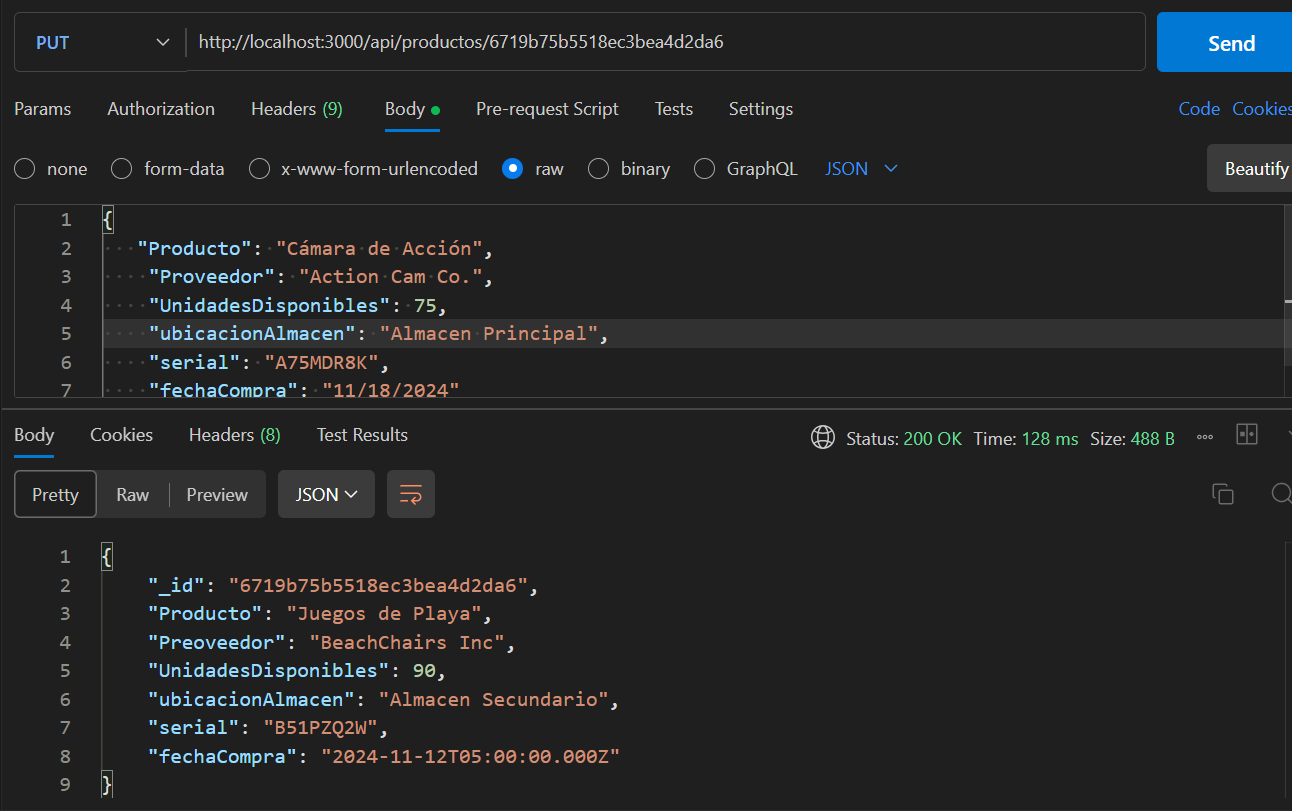 PUT http://localhost:3000/api/productos/6719b75b5518ec3bea4d2da6 Send
Params Authorization Headers (9) Body Pre-request Script Tests Settings Code Cookies
none form-data x-www-form-urlencoded raw binary GraphQL JSON Beautify
1 {
2 "Producto": "Cámara de Acción",
3 "Proveedor": "Action Cam Co.",
4 "UnidadesDisponibles": 75,
5 "ubicacionAlmacen": "Almacen Principal",
6 "serial": "A75MDR8K",
7 "fechaCompra": "11/18/2024"
Body Cookies Headers (8) Test Results Status: 200 OK Time: 128 ms Size: 488 B
Pretty Raw Preview JSON
1 {
2 "_id": "6719b75b5518ec3bea4d2da6",
3 "Producto": "Juegos de Playa",
4 "Preoveedor": "BeachChairs Inc",
5 "UnidadesDisponibles": 90,
6 "ubicacionAlmacen": "Almacen Secundario",
7 "serial": "B51PZQ2W",
8 "fechaCompra": "2024-11-12T05:00:00.000Z"
9 }